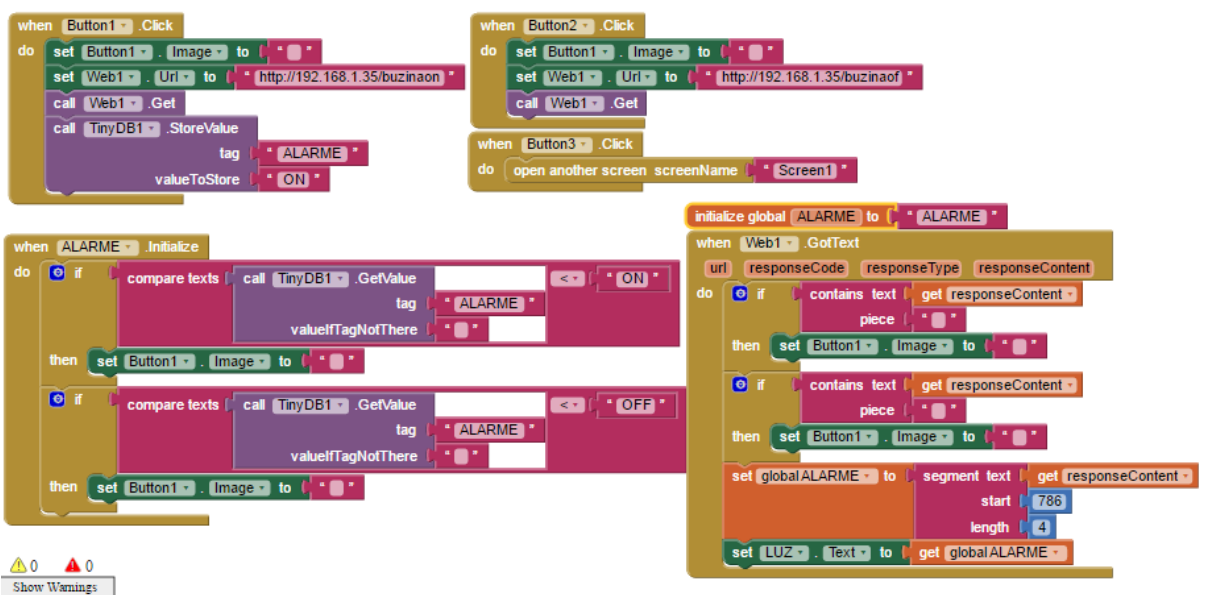 when Button1 .Click
do set Button1 . Image to " "
set Web1 . Url to " http://192.168.1.35/buzinaon "
call Web1 .Get
call TinyDB1 .StoreValue
tag " ALARME "
valueToStore " ON "
when Button2 .Click
do set Button1 . Image to " "
set Web1 . Url to " http://192.168.1.35/buzinaof "
call Web1 .Get
when Button3 .Click
do open another screen screenName " Screen1 "
when ALARME .Initialize
do if compare texts call TinyDB1 .GetValue < " ON "
tag " ALARME "
valueIfTagNotThere " "
then set Button1 . Image to " "
if compare texts call TinyDB1 .GetValue < " OFF "
tag " ALARME "
valueIfTagNotThere " "
then set Button1 . Image to " "
initialize global ALARME to " ALARME "
when Web1 .GotText
url responseCode responseType responseContent
do if contains text get responseContent
piece " "
then set Button1 . Image to " "
if contains text get responseContent
piece " "
then set Button1 . Image to " "
set global ALARME to segment text get responseContent
start 786
length 4
set LUZ . Text to get global ALARME
0 0
Show Warnings